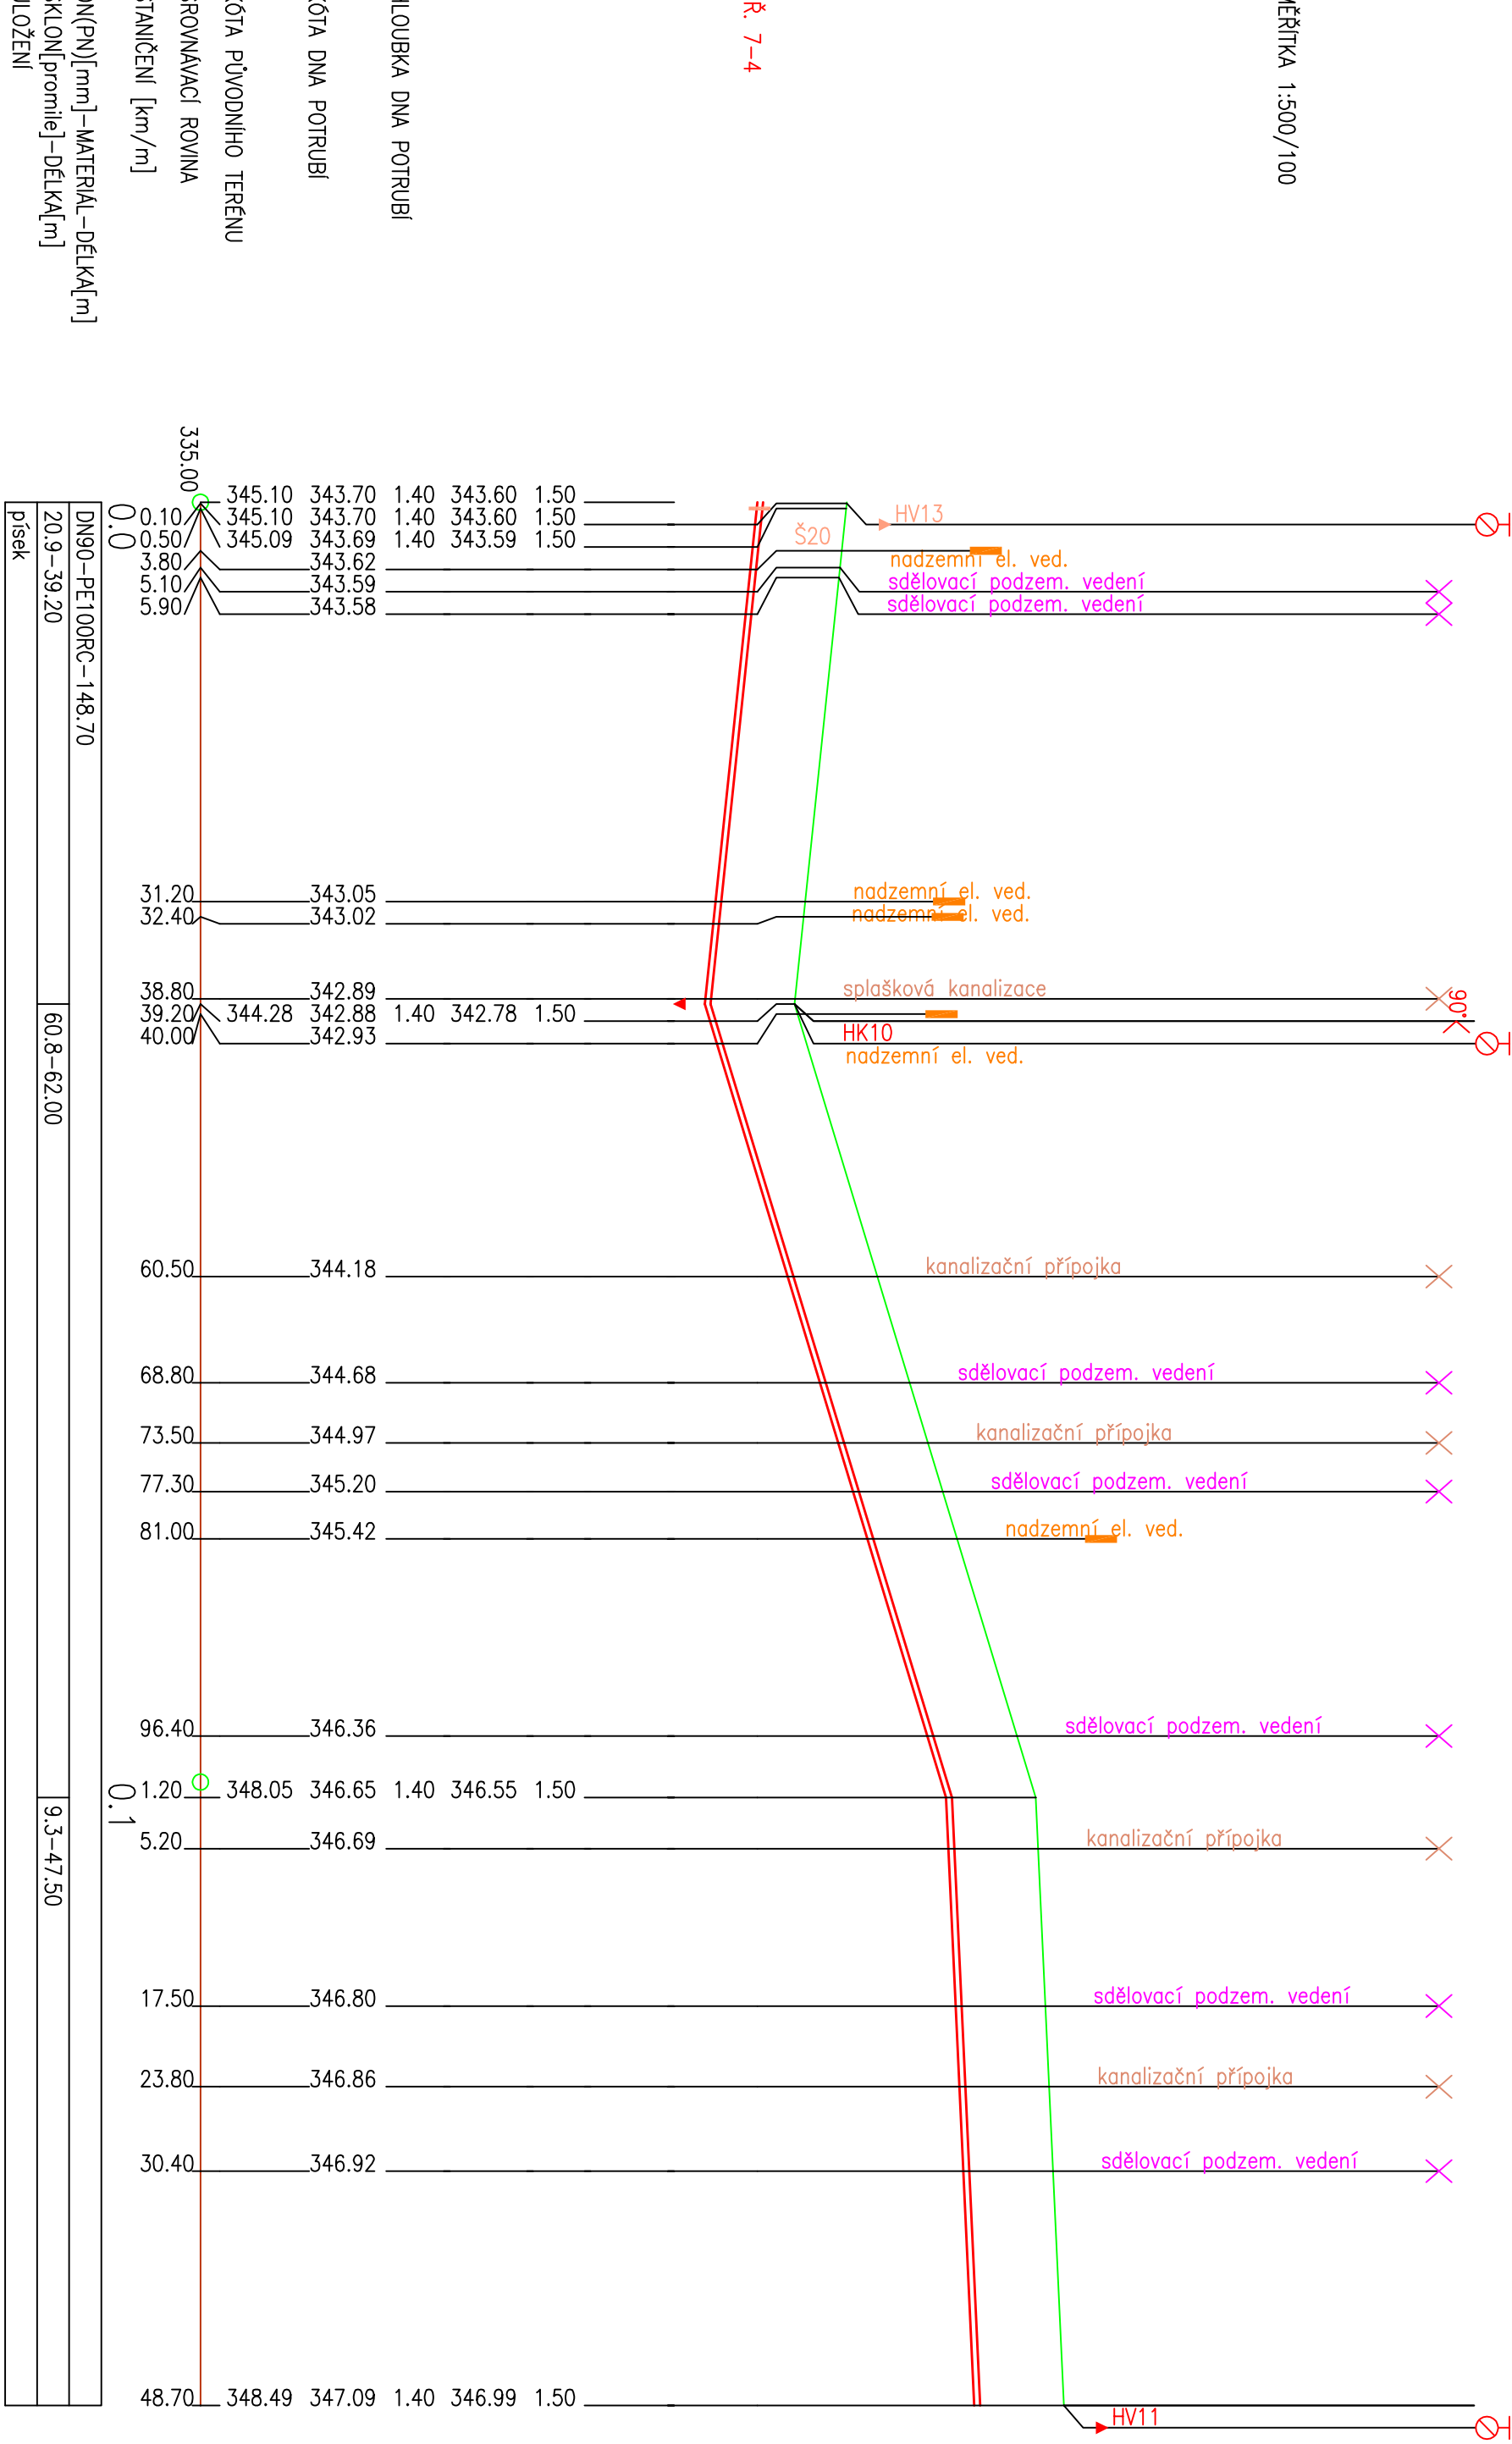 MĚŘÍTKA 1:500/100
Ř. 7-4
HLOUBKA DNA POTRUBÍ
KÓTA DNA POTRUBÍ
KÓTA PŮVODNÍHO TERÉNU
SROVNÁVACÍ ROVINA
STANIČENÍ [km/m]
DN(PN)[mm]-MATERIÁL-DÉLKA[m]
SKLON[promile]-DÉLKA[m]
ULOŽENÍ
335.00
345.10 343.70 1.40 343.60 1.50
0.10 345.10 343.70 1.40 343.60 1.50 HV13
0.50 345.09 343.69 1.40 343.59 1.50 Š20
3.80 343.62 nadzemní el. ved.
5.10 343.59 sdělovací podzem. vedení
5.90 343.58 sdělovací podzem. vedení
31.20 343.05 nadzemní el. ved.
32.40 343.02 nadzemní el. ved.
38.80 342.89 splašková kanalizace
90°
39.20 344.28 342.88 1.40 342.78 1.50 HK10
40.00 342.93 nadzemní el. ved.
60.50 344.18 kanalizační přípojka
68.80 344.68 sdělovací podzem. vedení
73.50 344.97 kanalizační přípojka
77.30 345.20 sdělovací podzem. vedení
81.00 345.42 nadzemní el. ved.
96.40 346.36 sdělovací podzem. vedení
1.20 348.05 346.65 1.40 346.55 1.50
5.20 346.69 kanalizační přípojka
17.50 346.80 sdělovací podzem. vedení
23.80 346.86 kanalizační přípojka
30.40 346.92 sdělovací podzem. vedení
48.70 348.49 347.09 1.40 346.99 1.50 HV11
0.0 0.1
DN90-PE100RC-148.70
20.9-39.20 60.8-62.00 9.3-47.50
písek